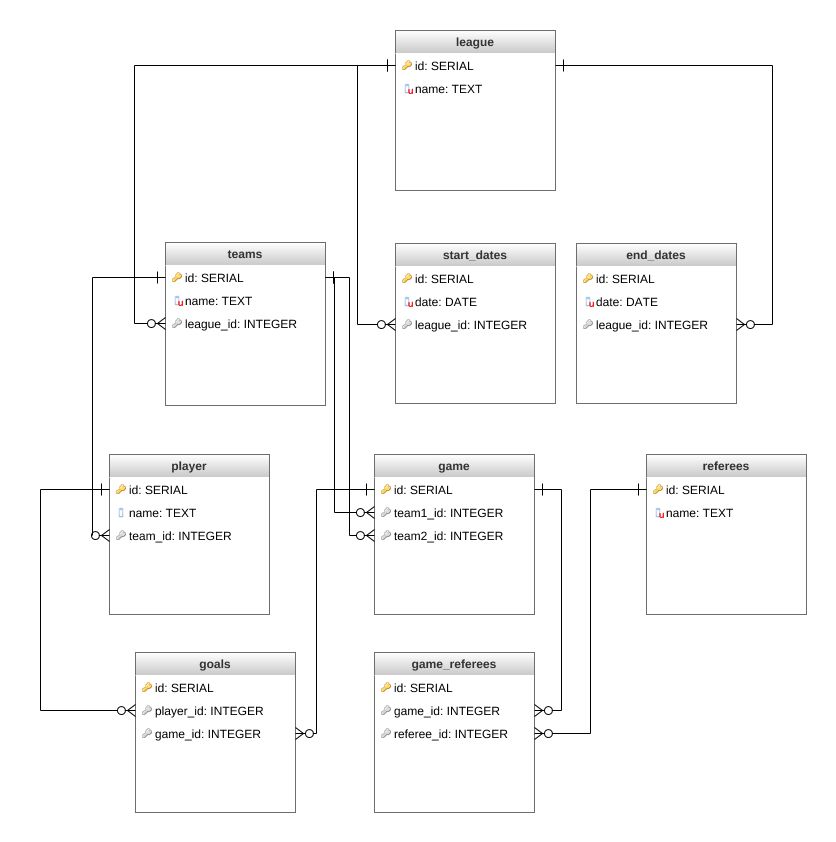 league
id: SERIAL
name: TEXT
teams
id: SERIAL
name: TEXT
league_id: INTEGER
start_dates
id: SERIAL
date: DATE
league_id: INTEGER
end_dates
id: SERIAL
date: DATE
league_id: INTEGER
player
id: SERIAL
name: TEXT
team_id: INTEGER
game
id: SERIAL
team1_id: INTEGER
team2_id: INTEGER
referees
id: SERIAL
name: TEXT
goals
id: SERIAL
player_id: INTEGER
game_id: INTEGER
game_referees
id: SERIAL
game_id: INTEGER
referee_id: INTEGER